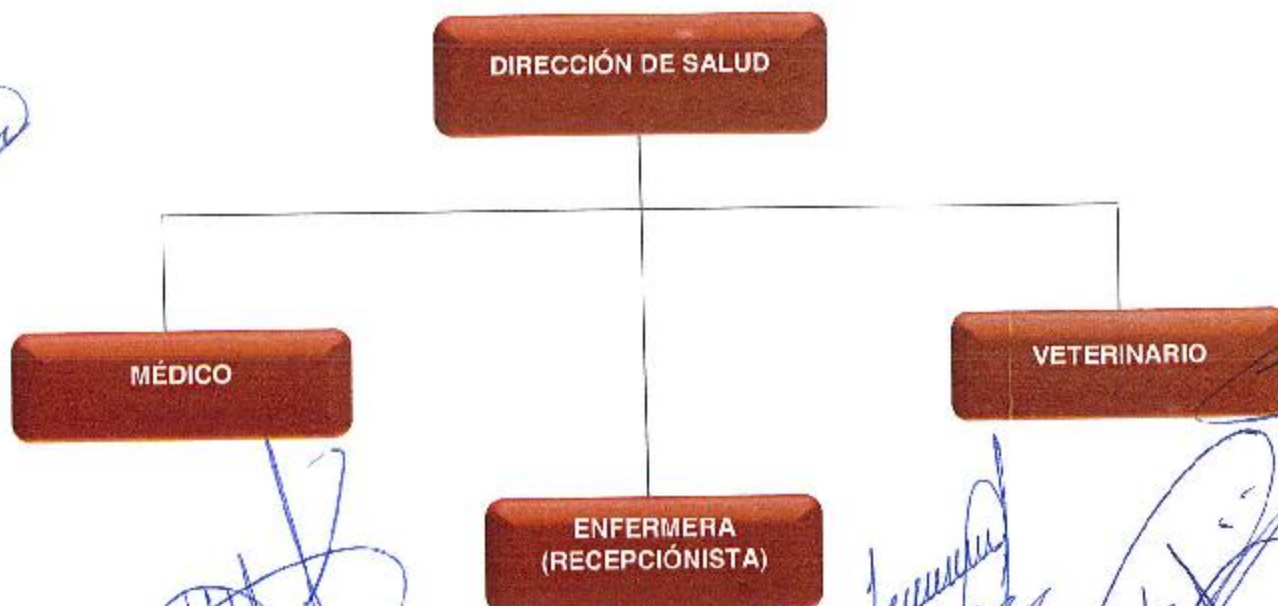 DIRECCIÓN DE SALUD
MÉDICO
VETERINARIO
ENFERMERA
(RECEPCIÓNISTA)